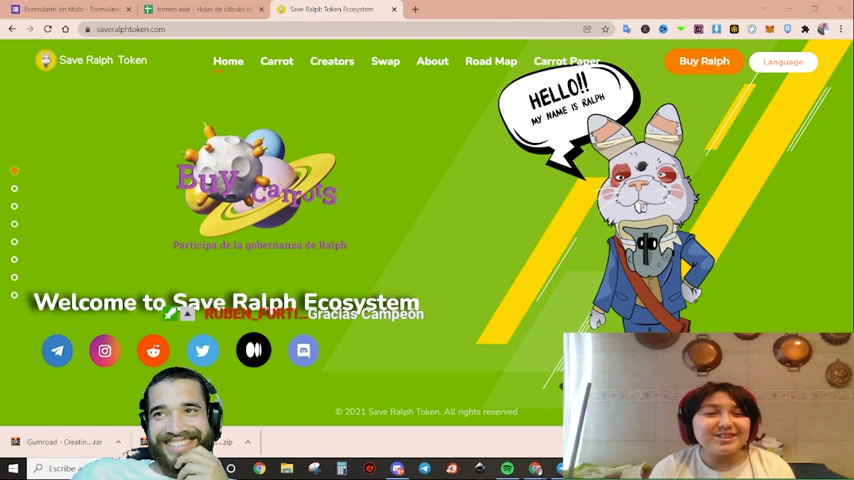 Formulario sin título - Formulario
torneo axie - Hojas de cálculo de
Save Ralph Token Ecosystem
saveralphtoken.com
Save Ralph Token
Home
Carrot
Creators
Swap
About
Road Map
Carrot Paper
Buy Ralph
Language
HELLO!!
MY NAME IS RALPH
Buy
Carrots
Participa de la gobernanza de Ralph
Welcome to Save Ralph Ecosystem
RUBEN_FURTI... Gracias Campeon
© 2021 Save Ralph Token. All rights reserved
Gumroad - Creatin....rar
....zip
Escribe a